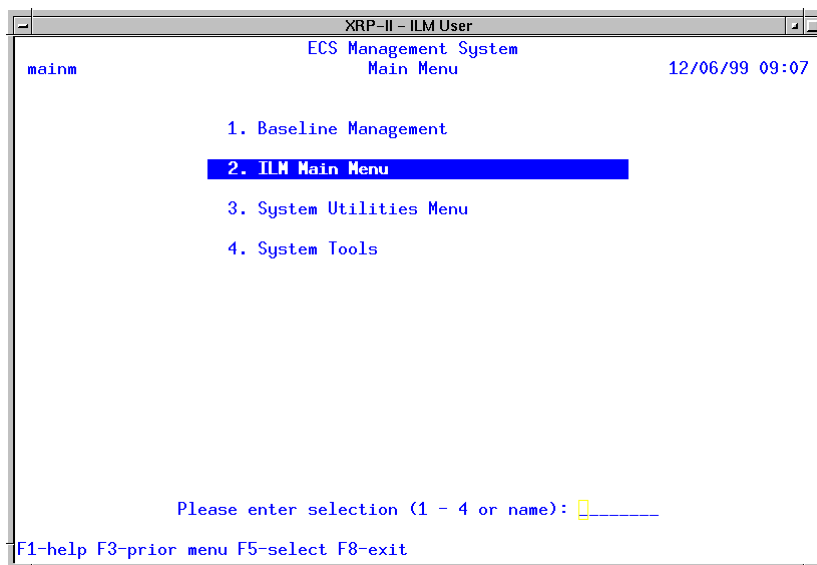 XRP-II - ILM User
ECS Management System
mainm Main Menu 12/06/99 09:07
1. Baseline Management
2. ILM Main Menu
3. System Utilities Menu
4. System Tools
Please enter selection (1 - 4 or name): ________
F1-help F3-prior menu F5-select F8-exit